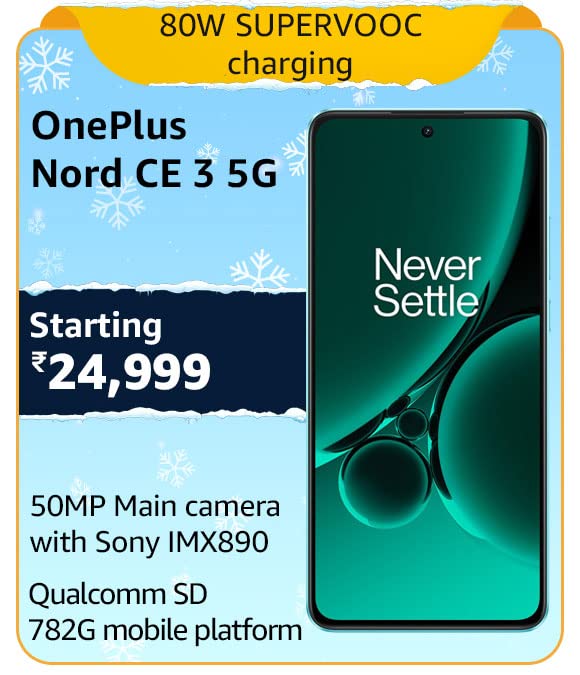 80W SUPERVOOC
charging
OnePlus
Nord CE 3 5G
Never
Settle
Starting
₹24,999
50MP Main camera
with Sony IMX890
Qualcomm SD
782G mobile platform